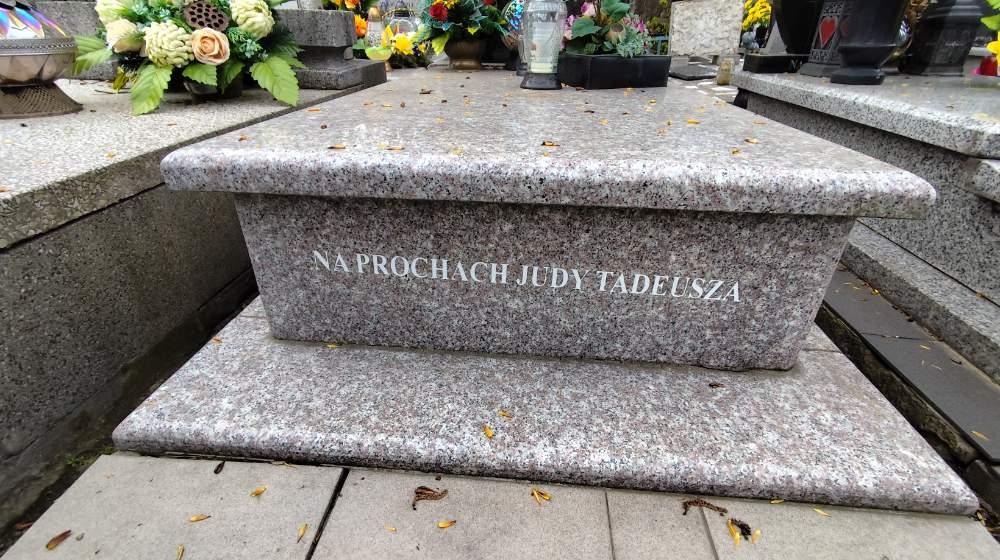 NA PROCHACH JUDY TADEUSZA